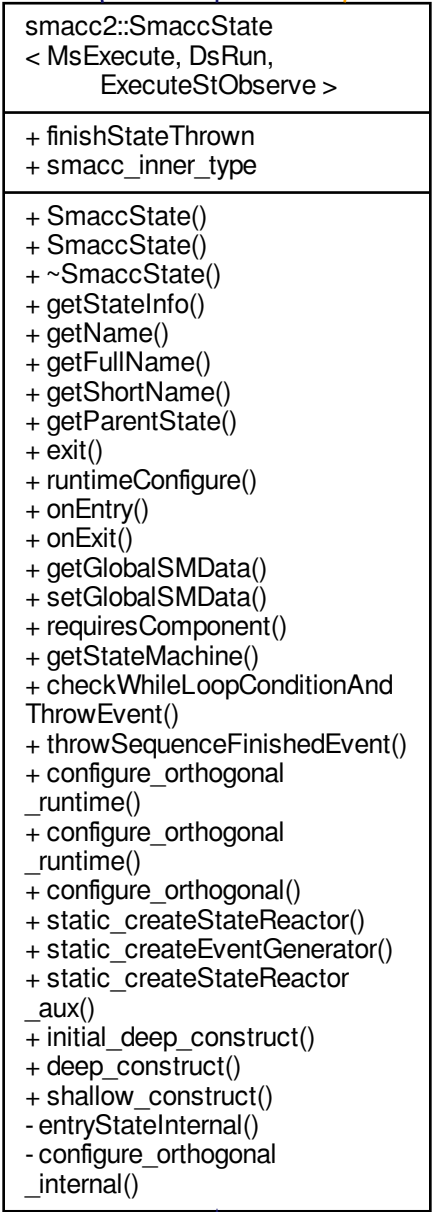 smacc2::SmaccState
< MsExecute, DsRun,
ExecuteStObserve >
+ finishStateThrown
+ smacc_inner_type
+ SmaccState()
+ SmaccState()
+ ~SmaccState()
+ getStateInfo()
+ getName()
+ getFullName()
+ getShortName()
+ getParentState()
+ exit()
+ runtimeConfigure()
+ onEntry()
+ onExit()
+ getGlobalSMData()
+ setGlobalSMData()
+ requiresComponent()
+ getStateMachine()
+ checkWhileLoopConditionAnd
ThrowEvent()
+ throwSequenceFinishedEvent()
+ configure_orthogonal
_runtime()
+ configure_orthogonal
_runtime()
+ configure_orthogonal()
+ static_createStateReactor()
+ static_createEventGenerator()
+ static_createStateReactor
_aux()
+ initial_deep_construct()
+ deep_construct()
+ shallow_construct()
- entryStateInternal()
- configure_orthogonal
_internal()